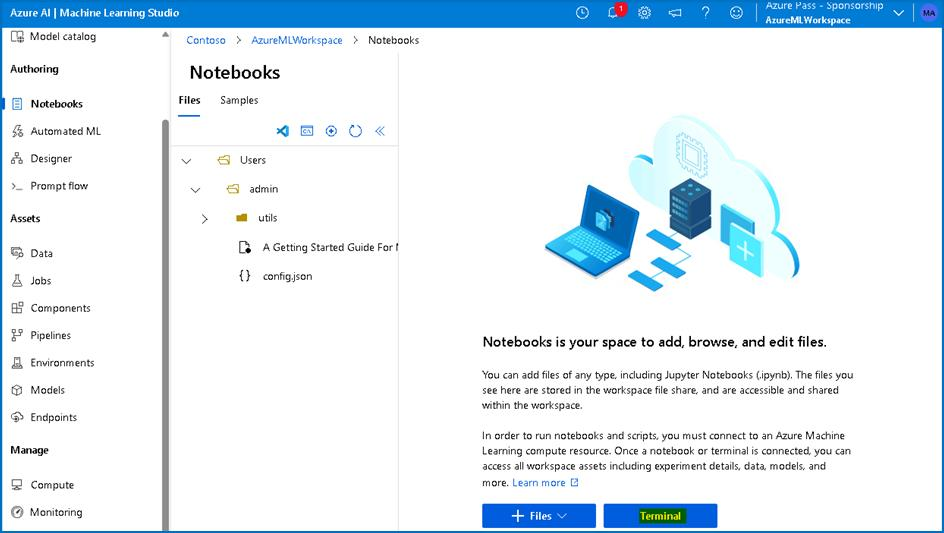 Azure AI | Machine Learning Studio
1
Azure Pass - Sponsorship
AzureMLWorkspace
MA
Model catalog
Authoring
Notebooks
Automated ML
Designer
Prompt flow
Assets
Data
Jobs
Components
Pipelines
Environments
Models
Endpoints
Manage
Compute
Monitoring
Contoso > AzureMLWorkspace > Notebooks
Notebooks
Files Samples
Users
admin
utils
A Getting Started Guide For
config.json
Notebooks is your space to add, browse, and edit files.
You can add files of any type, including Jupyter Notebooks (.ipynb). The files you
see here are stored in the workspace file share, and are accessible and shared
within the workspace.
In order to run notebooks and scripts, you must connect to an Azure Machine
Learning compute resource. Once a notebook or terminal is connected, you can
access all workspace assets including experiment details, data, models, and
more. Learn more
+ Files
Terminal